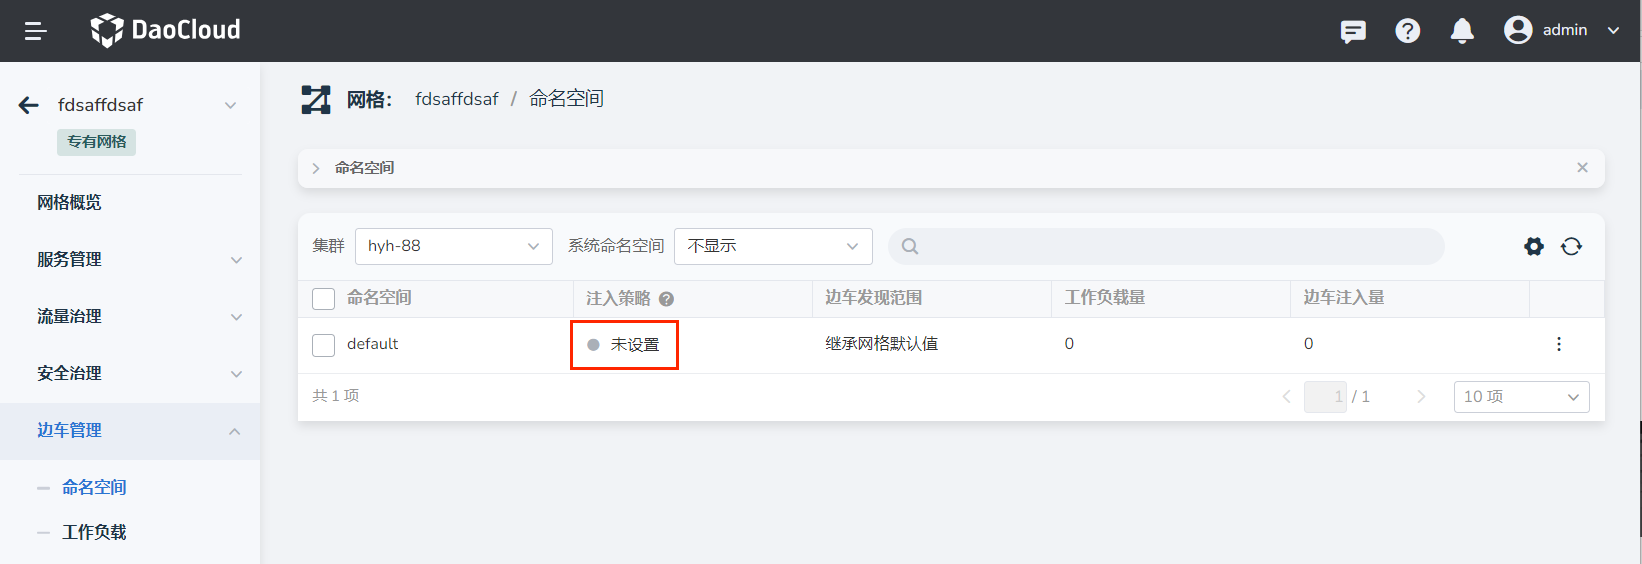 DaoCloud
admin
fdsaffdsaf
专有网格
网格概览
服务管理
流量治理
安全治理
边车管理
命名空间
工作负载
网格： fdsaffdsaf / 命名空间
命名空间
集群 hyh-88 系统命名空间 不显示
命名空间 注入策略 边车发现范围 工作负载量 边车注入量
default 未设置 继承网格默认值 0 0
共 1 项 1 / 1 10 项